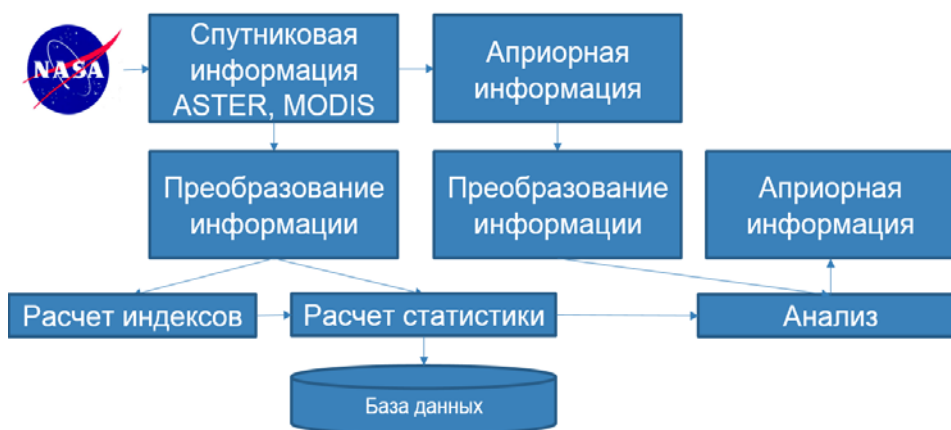 NASA
Спутниковая
информация
ASTER, MODIS
Априорная
информация
Преобразование
информации
Преобразование
информации
Априорная
информация
Расчет индексов
Расчет статистики
Анализ
База данных